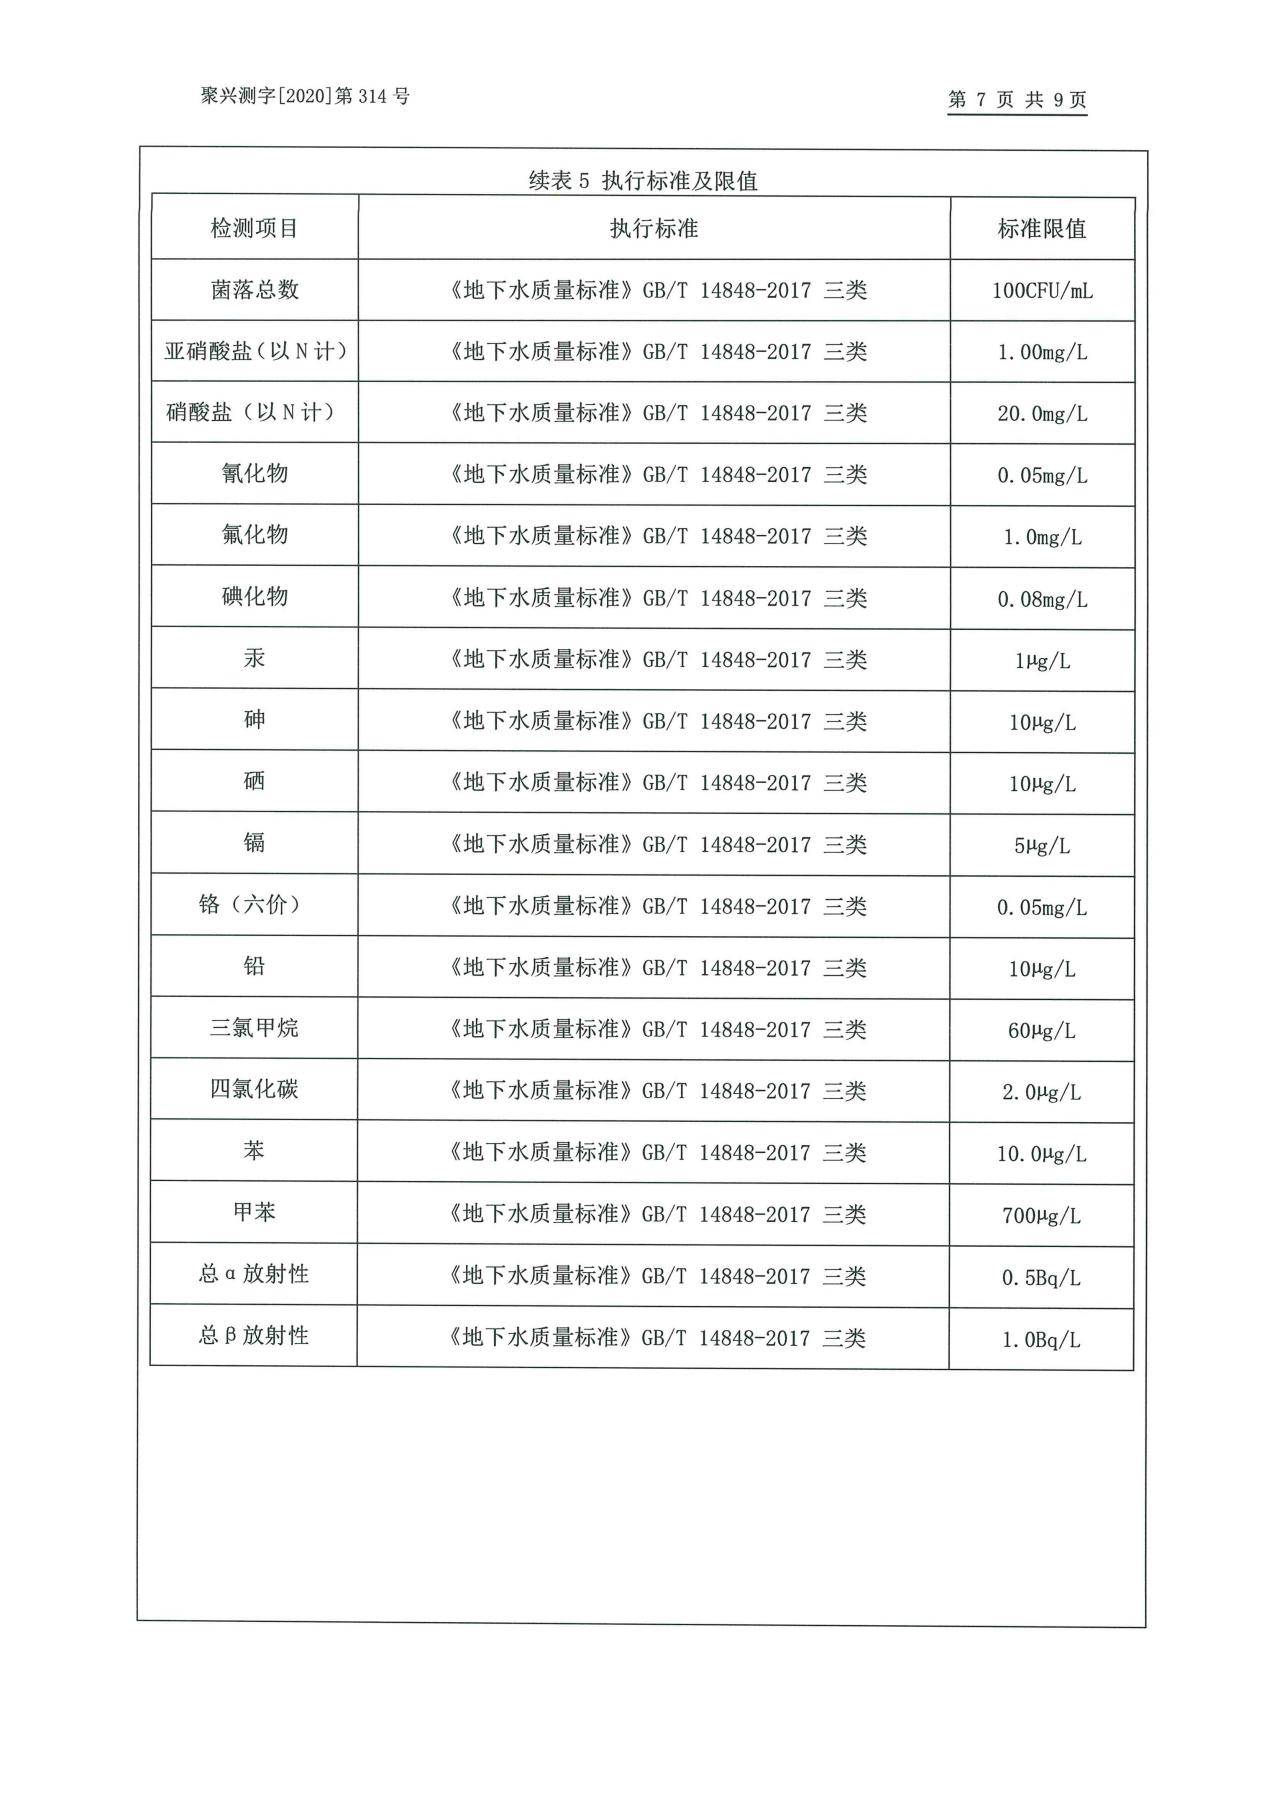 聚兴测字[2020]第 314 号
第 7 页 共 9页
续表 5 执行标准及限值
检测项目 执行标准 标准限值
菌落总数 《地下水质量标准》GB/T 14848-2017 三类 100CFU/mL
亚硝酸盐（以 N 计） 《地下水质量标准》GB/T 14848-2017 三类 1.00mg/L
硝酸盐（以 N 计） 《地下水质量标准》GB/T 14848-2017 三类 20.0mg/L
氰化物 《地下水质量标准》GB/T 14848-2017 三类 0.05mg/L
氟化物 《地下水质量标准》GB/T 14848-2017 三类 1.0mg/L
碘化物 《地下水质量标准》GB/T 14848-2017 三类 0.08mg/L
汞 《地下水质量标准》GB/T 14848-2017 三类 1μg/L
砷 《地下水质量标准》GB/T 14848-2017 三类 10μg/L
硒 《地下水质量标准》GB/T 14848-2017 三类 10μg/L
镉 《地下水质量标准》GB/T 14848-2017 三类 5μg/L
铬（六价） 《地下水质量标准》GB/T 14848-2017 三类 0.05mg/L
铅 《地下水质量标准》GB/T 14848-2017 三类 10μg/L
三氯甲烷 《地下水质量标准》GB/T 14848-2017 三类 60μg/L
四氯化碳 《地下水质量标准》GB/T 14848-2017 三类 2.0μg/L
苯 《地下水质量标准》GB/T 14848-2017 三类 10.0μg/L
甲苯 《地下水质量标准》GB/T 14848-2017 三类 700μg/L
总 α 放射性 《地下水质量标准》GB/T 14848-2017 三类 0.5Bq/L
总 β 放射性 《地下水质量标准》GB/T 14848-2017 三类 1.0Bq/L